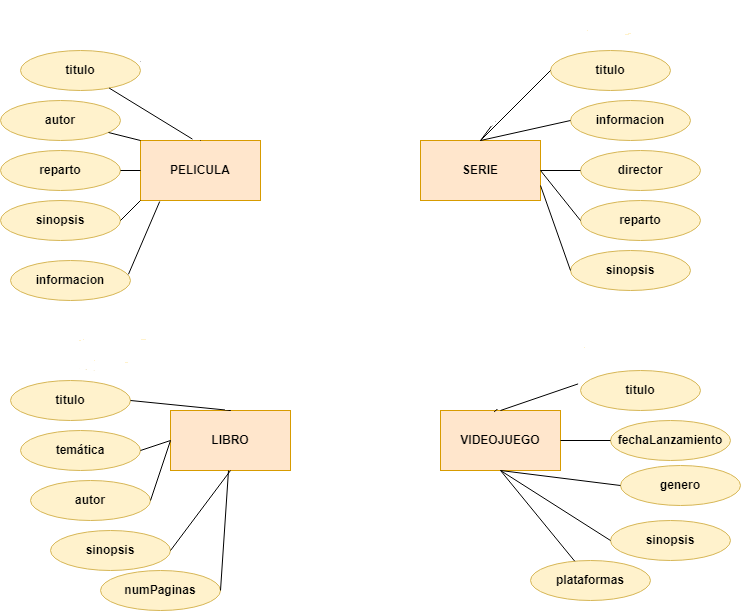 titulo
autor
reparto
sinopsis
informacion
PELICULA
titulo
informacion
director
reparto
sinopsis
SERIE
titulo
temática
autor
sinopsis
numPaginas
LIBRO
titulo
fechaLanzamiento
genero
sinopsis
plataformas
VIDEOJUEGO